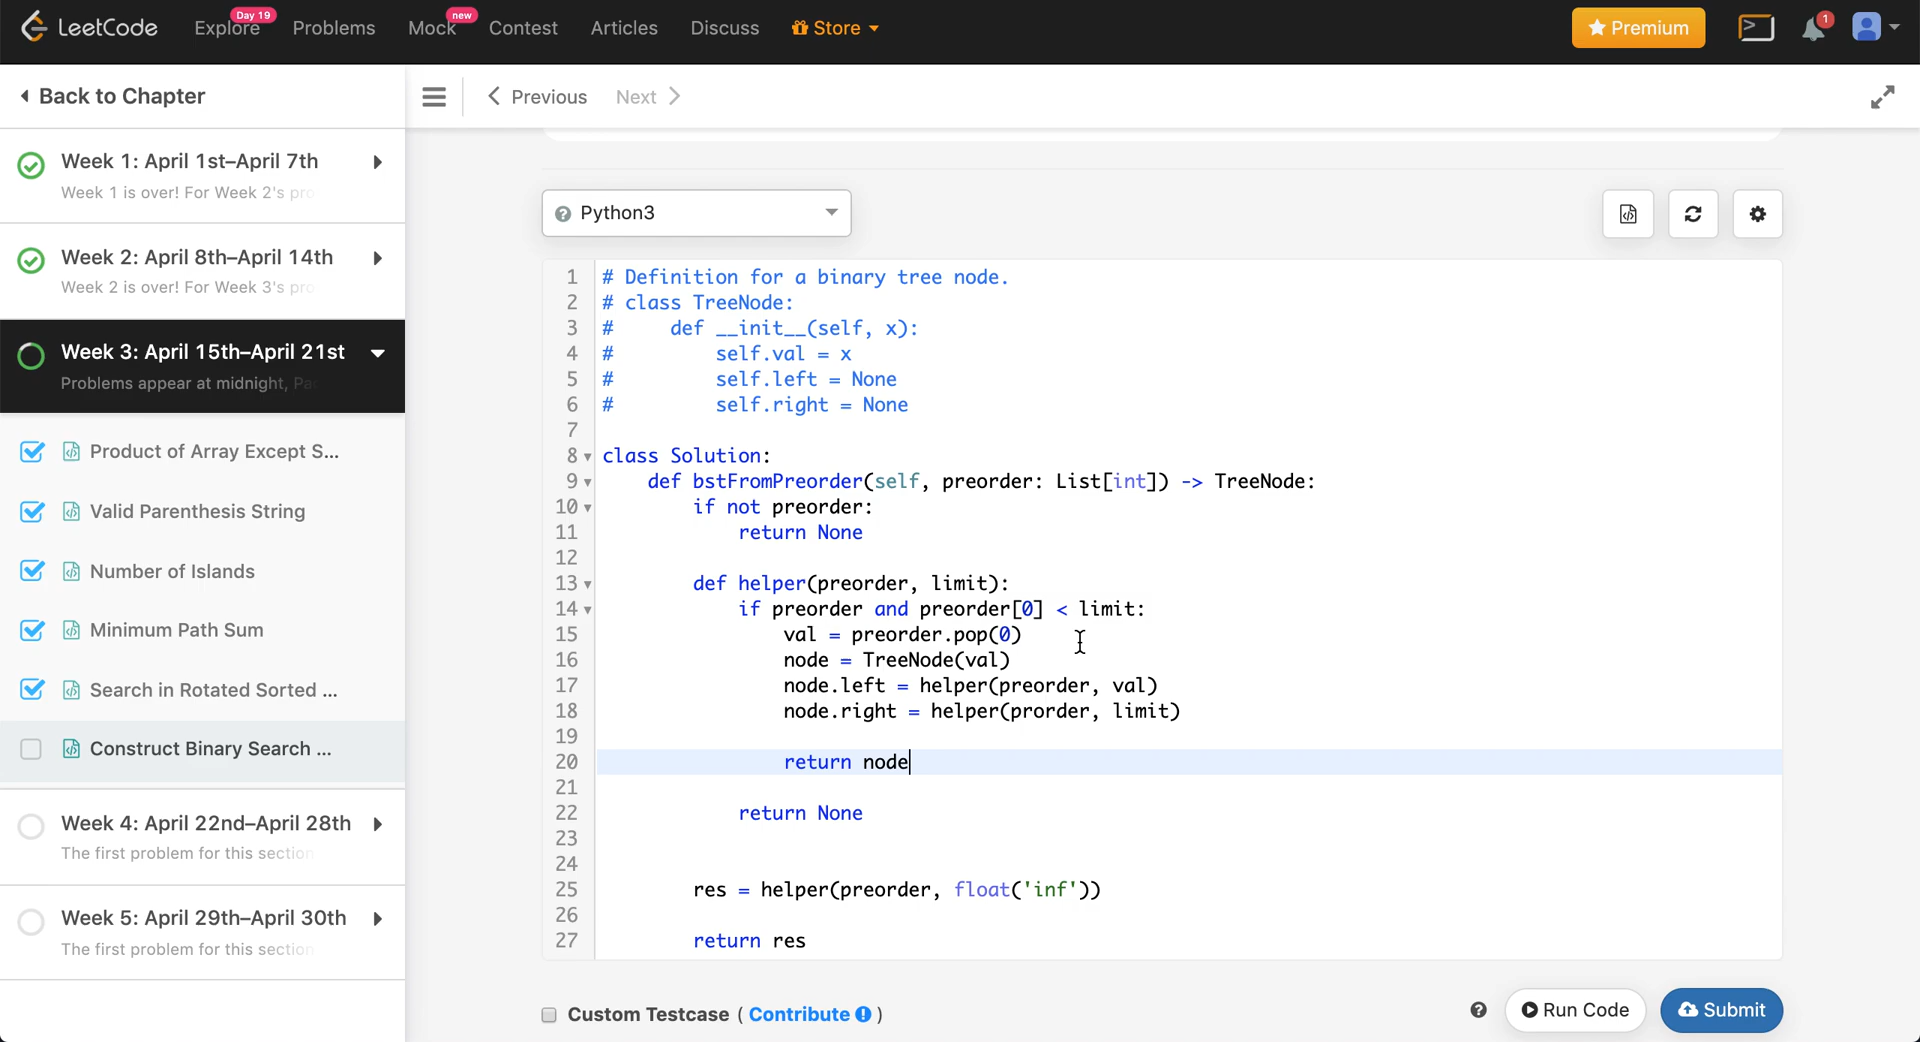 LeetCode
Explore
Day 19
Problems
Mock
new
Contest
Articles
Discuss
Store
Premium
1
Back to Chapter
Previous
Next
Week 1: April 1st–April 7th
Week 1 is over! For Week 2's pro
Week 2: April 8th–April 14th
Week 2 is over! For Week 3's pro
Week 3: April 15th–April 21st
Problems appear at midnight, Pa
Product of Array Except S...
Valid Parenthesis String
Number of Islands
Minimum Path Sum
Search in Rotated Sorted ...
Construct Binary Search ...
Week 4: April 22nd–April 28th
The first problem for this section
Week 5: April 29th–April 30th
The first problem for this section
Python3
1 # Definition for a binary tree node.
2 # class TreeNode:
3 #     def __init__(self, x):
4 #         self.val = x
5 #         self.left = None
6 #         self.right = None
7
8 class Solution:
9     def bstFromPreorder(self, preorder: List[int]) -> TreeNode:
10         if not preorder:
11             return None
12
13         def helper(preorder, limit):
14             if preorder and preorder[0] < limit:
15                 val = preorder.pop(0)
16                 node = TreeNode(val)
17                 node.left = helper(preorder, val)
18                 node.right = helper(prorder, limit)
19
20                 return node
21
22             return None
23
24
25         res = helper(preorder, float('inf'))
26
27         return res
Custom Testcase ( Contribute )
Run Code
Submit